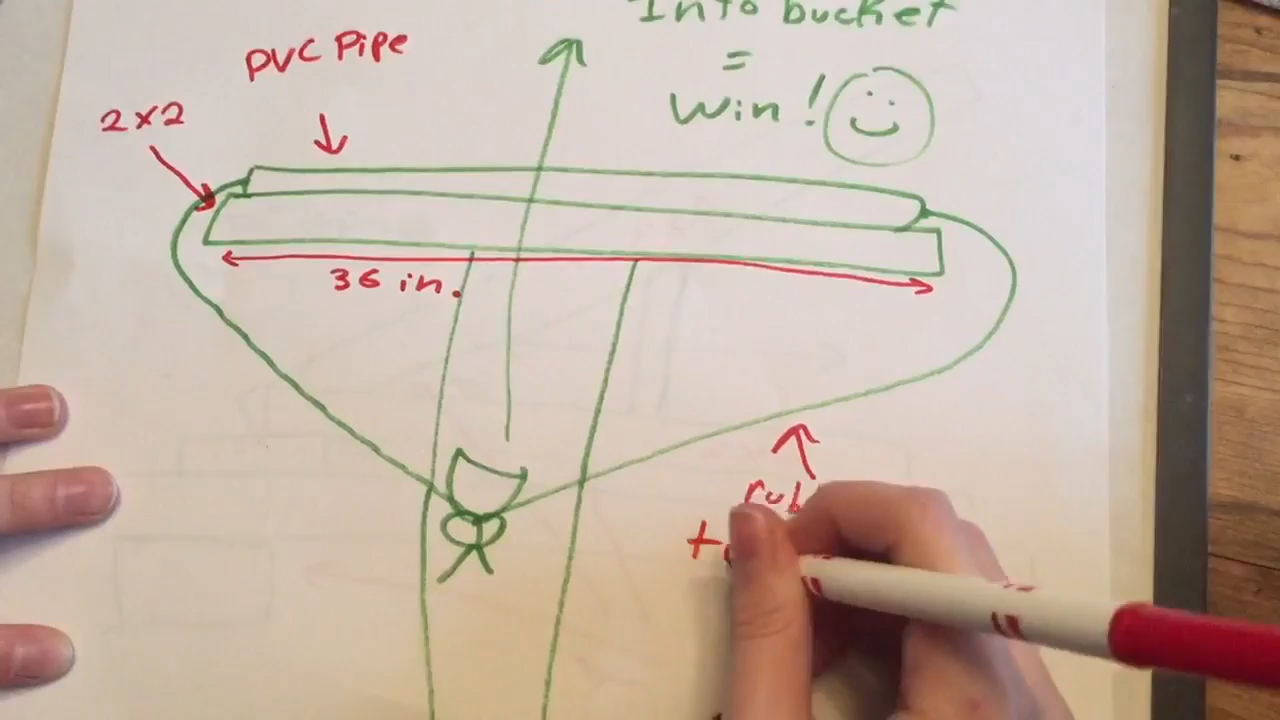 Into bucket
=
Win!
PVC Pipe
2x2
36 in.